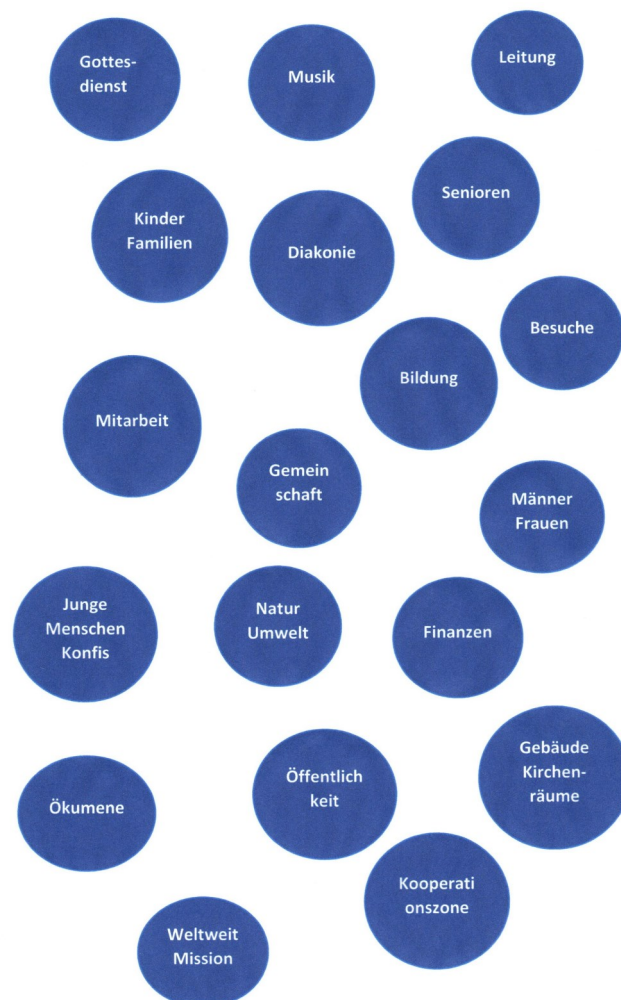 Gottes-
dienst
Musik
Leitung
Kinder
Familien
Diakonie
Senioren
Besuche
Mitarbeit
Bildung
Gemein
schaft
Männer
Frauen
Junge
Menschen
Konfis
Natur
Umwelt
Finanzen
Ökumene
Öffentlich
keit
Gebäude
Kirchen-
räume
Kooperati
onszone
Weltweit
Mission